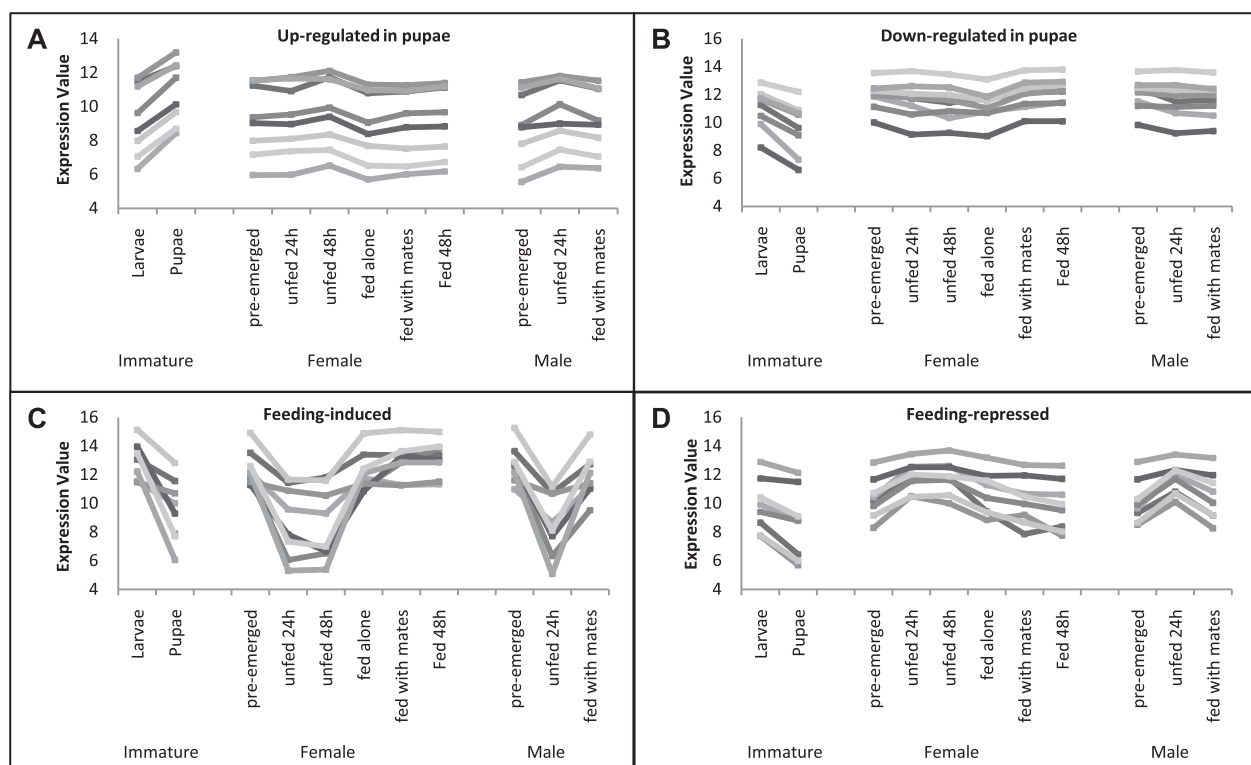 A
Up-regulated in pupae
Expression Value
14
12
10
8
6
4
Larvae
Pupae
pre-emerged
unfed 24h
unfed 48h
fed alone
fed with mates
Fed 48h
pre-emerged
unfed 24h
fed with mates
Immature
Female
Male
B
Down-regulated in pupae
Expression Value
16
14
12
10
8
6
4
Larvae
Pupae
pre-emerged
unfed 24h
unfed 48h
fed alone
fed with mates
Fed 48h
pre-emerged
unfed 24h
fed with mates
Immature
Female
Male
C
Feeding-induced
Expression Value
16
14
12
10
8
6
4
Larvae
Pupae
pre-emerged
unfed 24h
unfed 48h
fed alone
fed with mates
Fed 48h
pre-emerged
unfed 24h
fed with mates
Immature
Female
Male
D
Feeding-repressed
Expression Value
16
14
12
10
8
6
4
Larvae
Pupae
pre-emerged
unfed 24h
unfed 48h
fed alone
fed with mates
Fed 48h
pre-emerged
unfed 24h
fed with mates
Immature
Female
Male